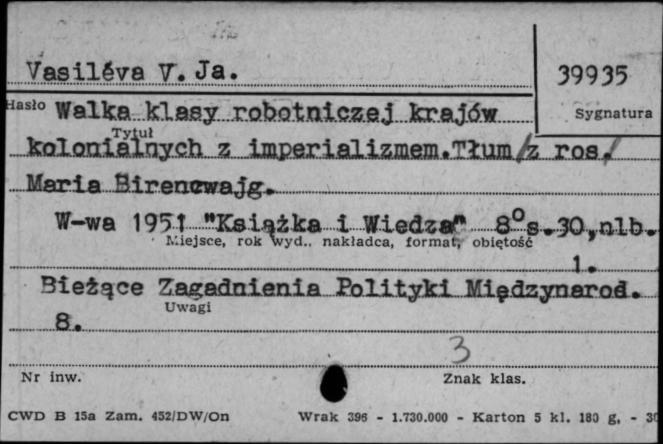 Vasiléva V. Ja.
39935
Hasło
Sygnatura
Walka klasy robotniczej krajów
Tytuł
kolonialnych z imperializmem. Tłum/z ros./
Maria Birencwajg.
W-wa 1951 "Książka i Wiedza" 8° s.30,nlb.
Miejsce, rok wyd., nakładca, format, objętość
1.
Bieżące Zagadnienia Polityki Międzynarod.
Uwagi
8.
3
Nr inw.
Znak klas.
CWD B 15a Zam. 452/DW/On Wrak 396 - 1.730.000 - Karton 5 kl. 180 g. -